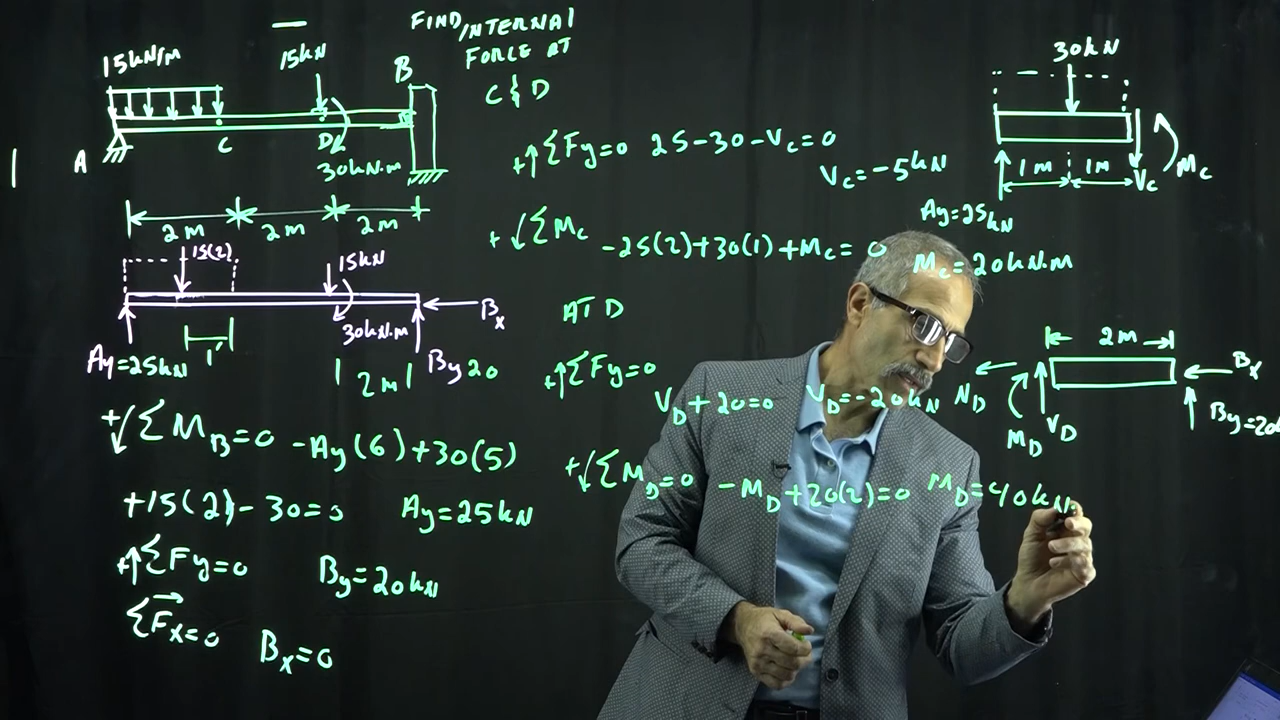 FIND INTERNAL
FORCE AT
C & D
15kN/m
15kN
B
A
C
D
30kN.m
2m
2m
2m
15(2)
15kN
Bx
30kN.m
Ay=25kN
1'
2m
By 20
+ΣMB=0 -Ay(6)+30(5)
+15(2)-30=0 Ay=25kN
+↑ΣFy=0 By=20kN
ΣFx=0 Bx=0
+↑ΣFy=0 25-30-Vc=0
Vc=-5kN
+ΣMc -25(2)+30(1)+Mc=0 Mc=20kN.m
30kN
1m
1m
Vc
Mc
Ay=25kN
AT D
+↑ΣFy=0
VD+20=0 VD=-20kN
+ΣMD=0 -MD+20(2)=0 MD=40kN.
2m
ND
MD
VD
Bx
By=20